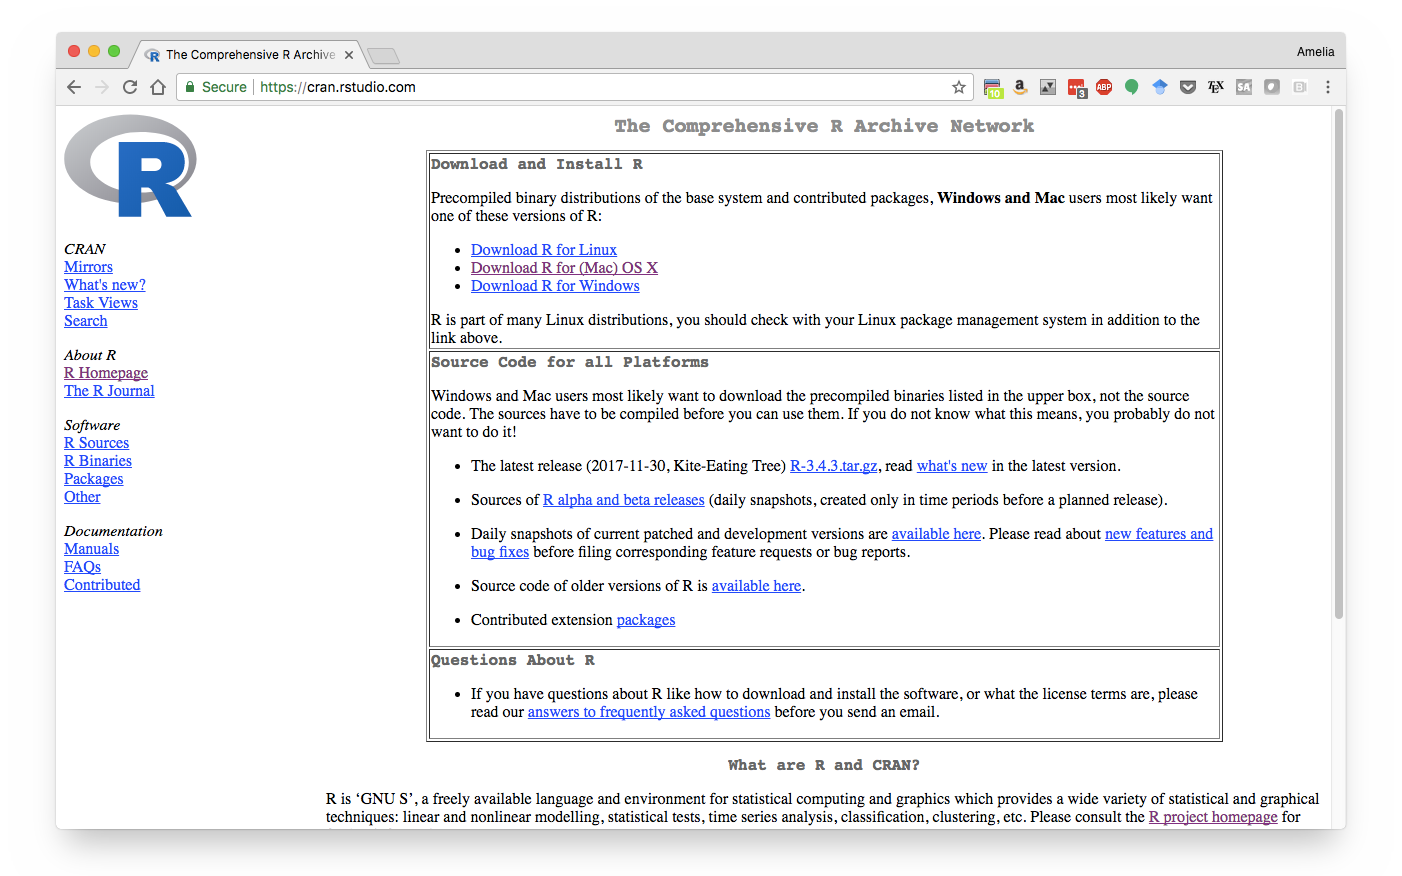 The Comprehensive R Archive
Amelia
Secure https://cran.rstudio.com
10
3
ABP
TEX
SA
B
The Comprehensive R Archive Network
R
CRAN
Mirrors
What's new?
Task Views
Search
About R
R Homepage
The R Journal
Software
R Sources
R Binaries
Packages
Other
Documentation
Manuals
FAQs
Contributed
Download and Install R
Precompiled binary distributions of the base system and contributed packages, Windows and Mac users most likely want
one of these versions of R:
• Download R for Linux
• Download R for (Mac) OS X
• Download R for Windows
R is part of many Linux distributions, you should check with your Linux package management system in addition to the
link above.
Source Code for all Platforms
Windows and Mac users most likely want to download the precompiled binaries listed in the upper box, not the source
code. The sources have to be compiled before you can use them. If you do not know what this means, you probably do not
want to do it!
• The latest release (2017-11-30, Kite-Eating Tree) R-3.4.3.tar.gz, read what's new in the latest version.
• Sources of R alpha and beta releases (daily snapshots, created only in time periods before a planned release).
• Daily snapshots of current patched and development versions are available here. Please read about new features and
bug fixes before filing corresponding feature requests or bug reports.
• Source code of older versions of R is available here.
• Contributed extension packages
Questions About R
• If you have questions about R like how to download and install the software, or what the license terms are, please
read our answers to frequently asked questions before you send an email.
What are R and CRAN?
R is ‘GNU S’, a freely available language and environment for statistical computing and graphics which provides a wide variety of statistical and graphical
techniques: linear and nonlinear modelling, statistical tests, time series analysis, classification, clustering, etc. Please consult the R project homepage for